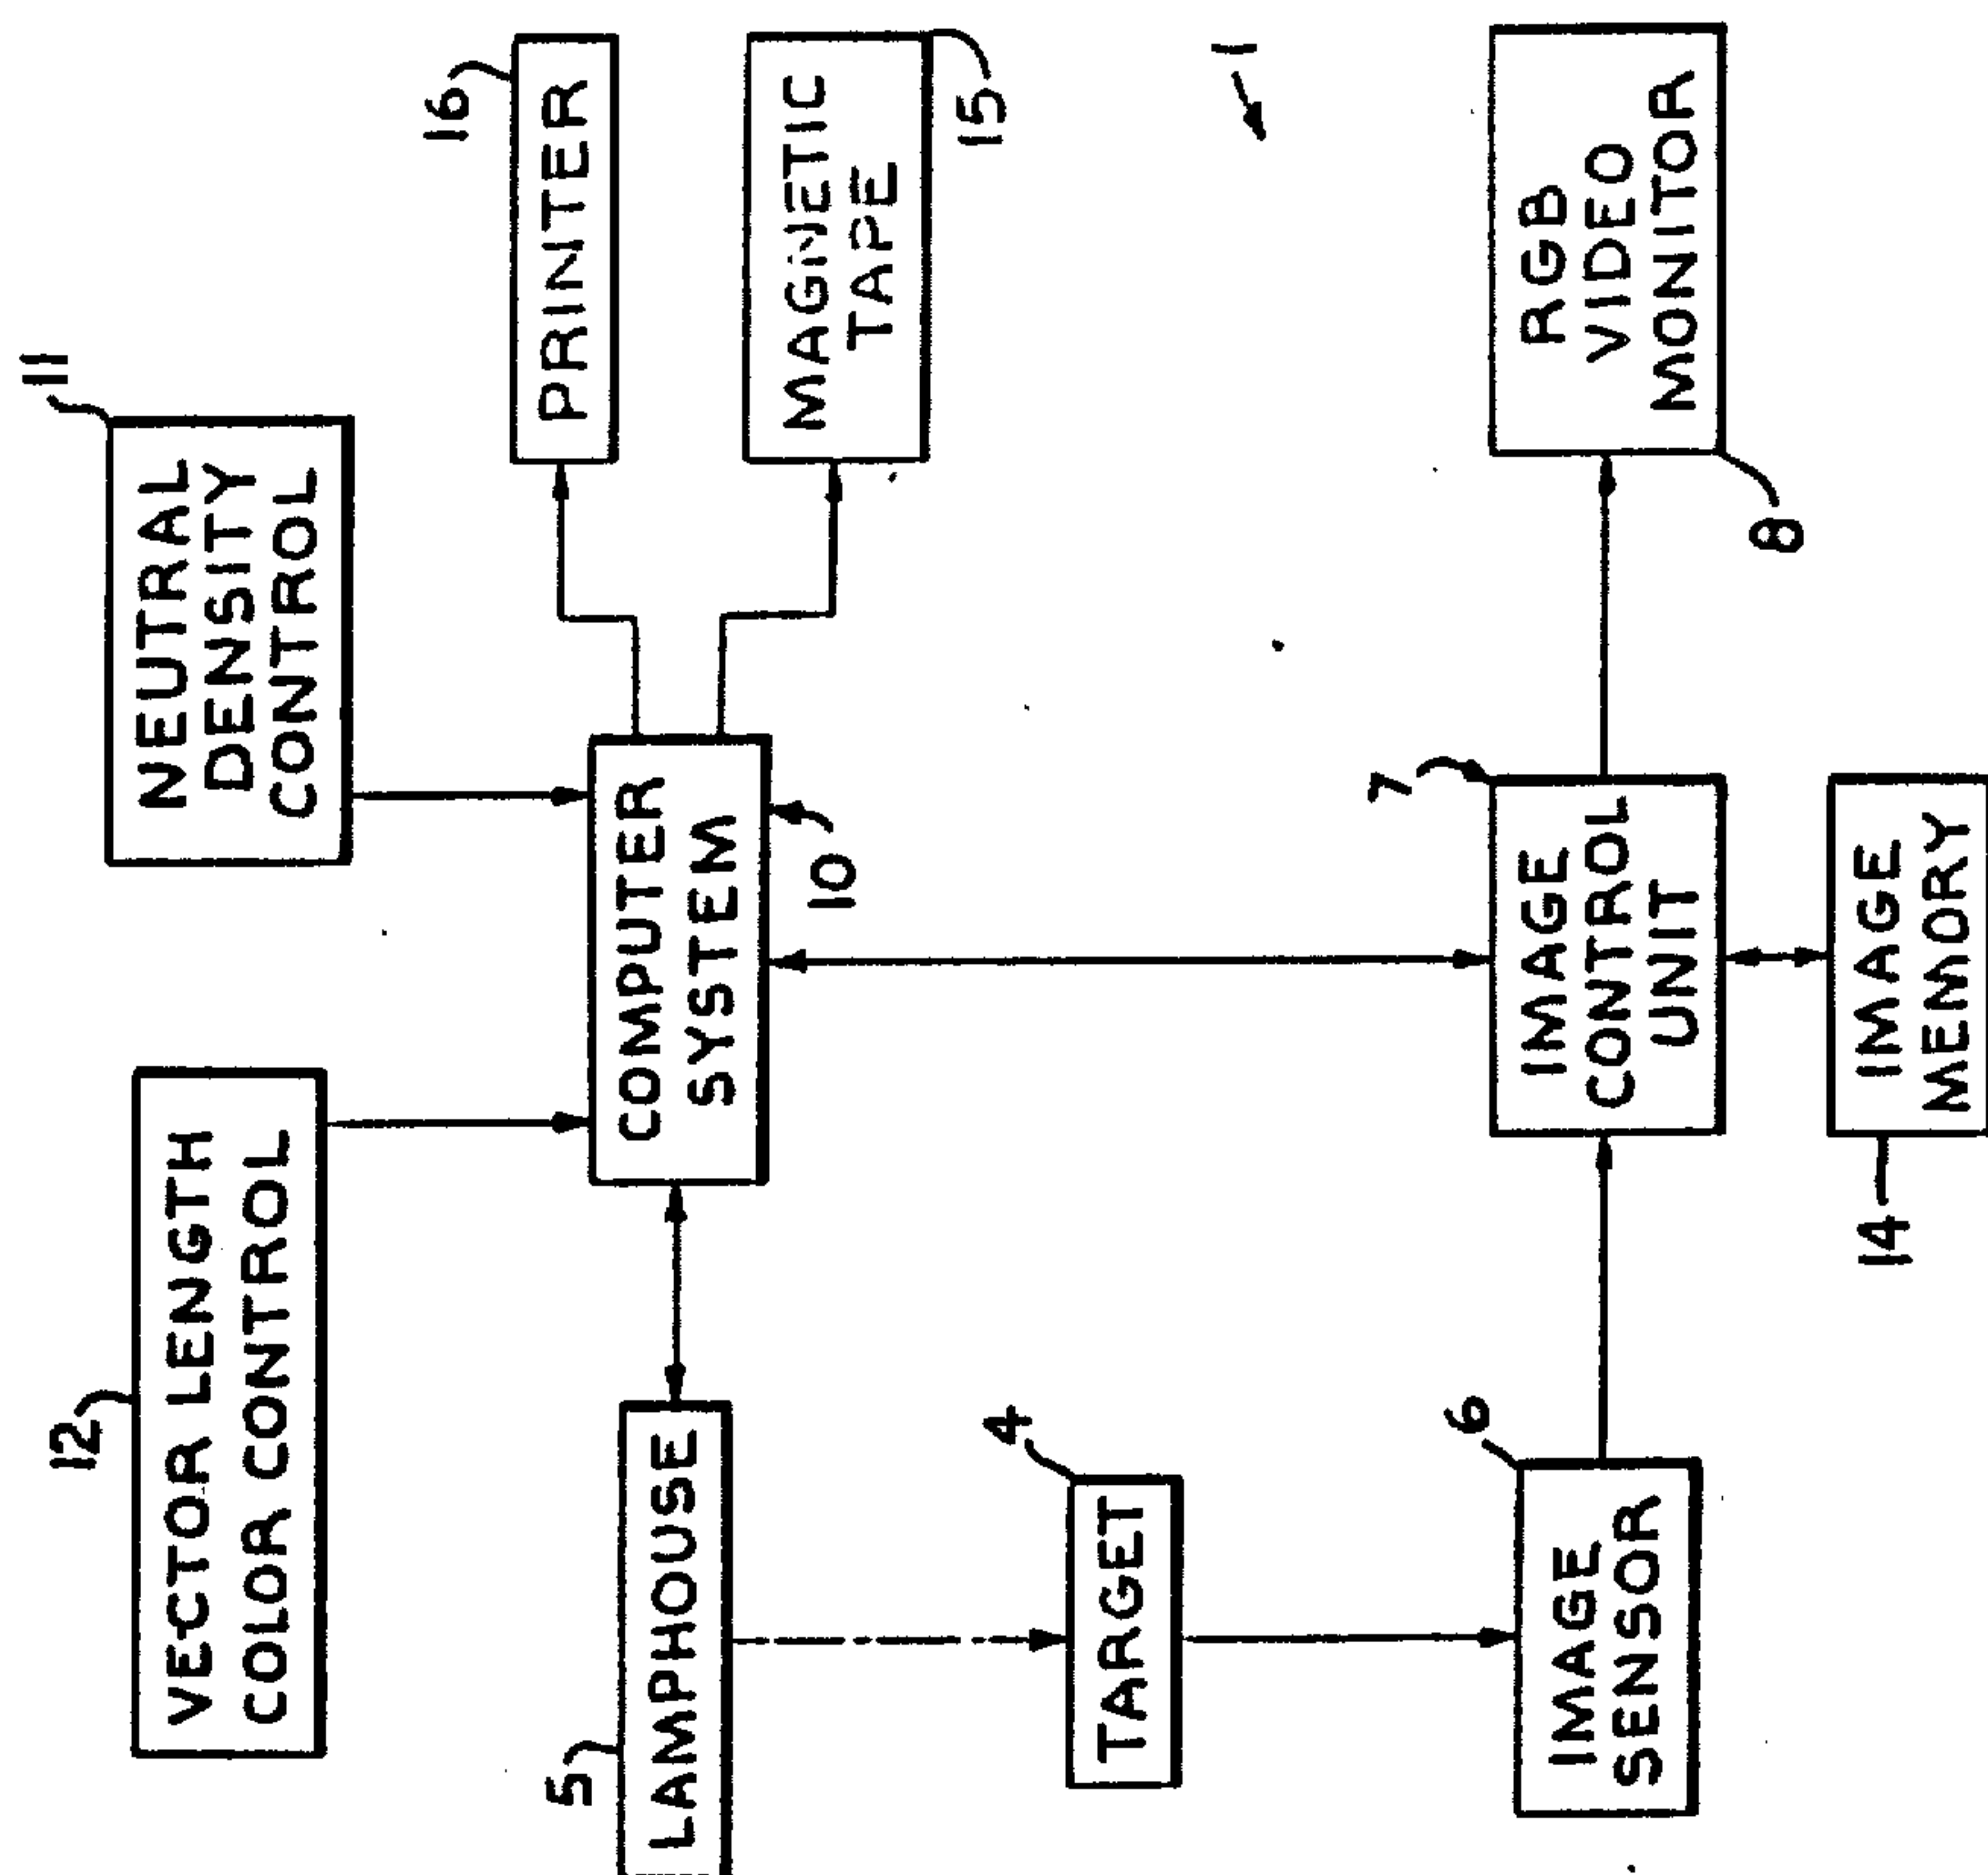 12
VECTOR LENGTH
COLOR CONTROL
11
NEUTRAL
DENSITY
CONTROL
5
LAMPHOUSE
COMPUTER
SYSTEM
10
16
PRINTER
MAGNETIC
TAPE
15
4
TARGET
1
6
IMAGE
SENSOR
7
IMAGE
CONTROL
UNIT
RGB
VIDEO
MONITOR
8
14
IMAGE
MEMORY